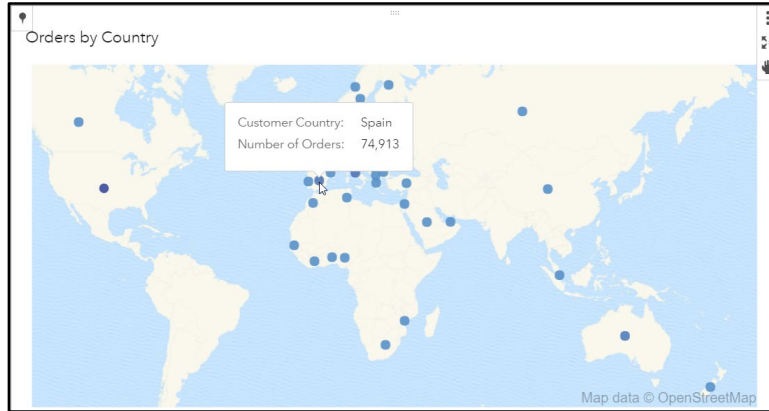 Orders by Country
Customer Country: Spain
Number of Orders: 74,913
Map data © OpenStreetMap